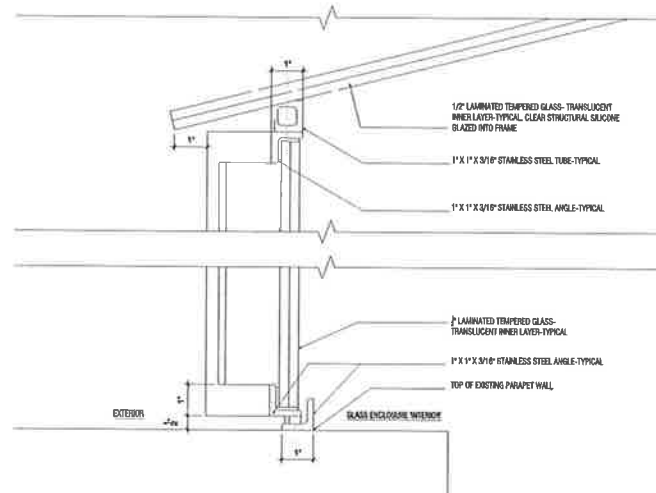 1"
1/2" LAMINATED TEMPERED GLASS- TRANSLUCENT
INNER LAYER-TYPICAL, CLEAR STRUCTURAL SILICONE
GLAZED INTO FRAME
1"
1" X 1" X 3/16" STAINLESS STEEL TUBE-TYPICAL
1" X 1" X 3/16" STAINLESS STEEL ANGLE-TYPICAL
LAMINATED TEMPERED GLASS-
TRANSLUCENT INNER LAYER-TYPICAL
1" X 1" X 3/16" STAINLESS STEEL ANGLE-TYPICAL
1"
TOP OF EXISTING PARAPET WALL
EXTERIOR
GLASS ENCLOSURE INTERIOR
1/2"
1"